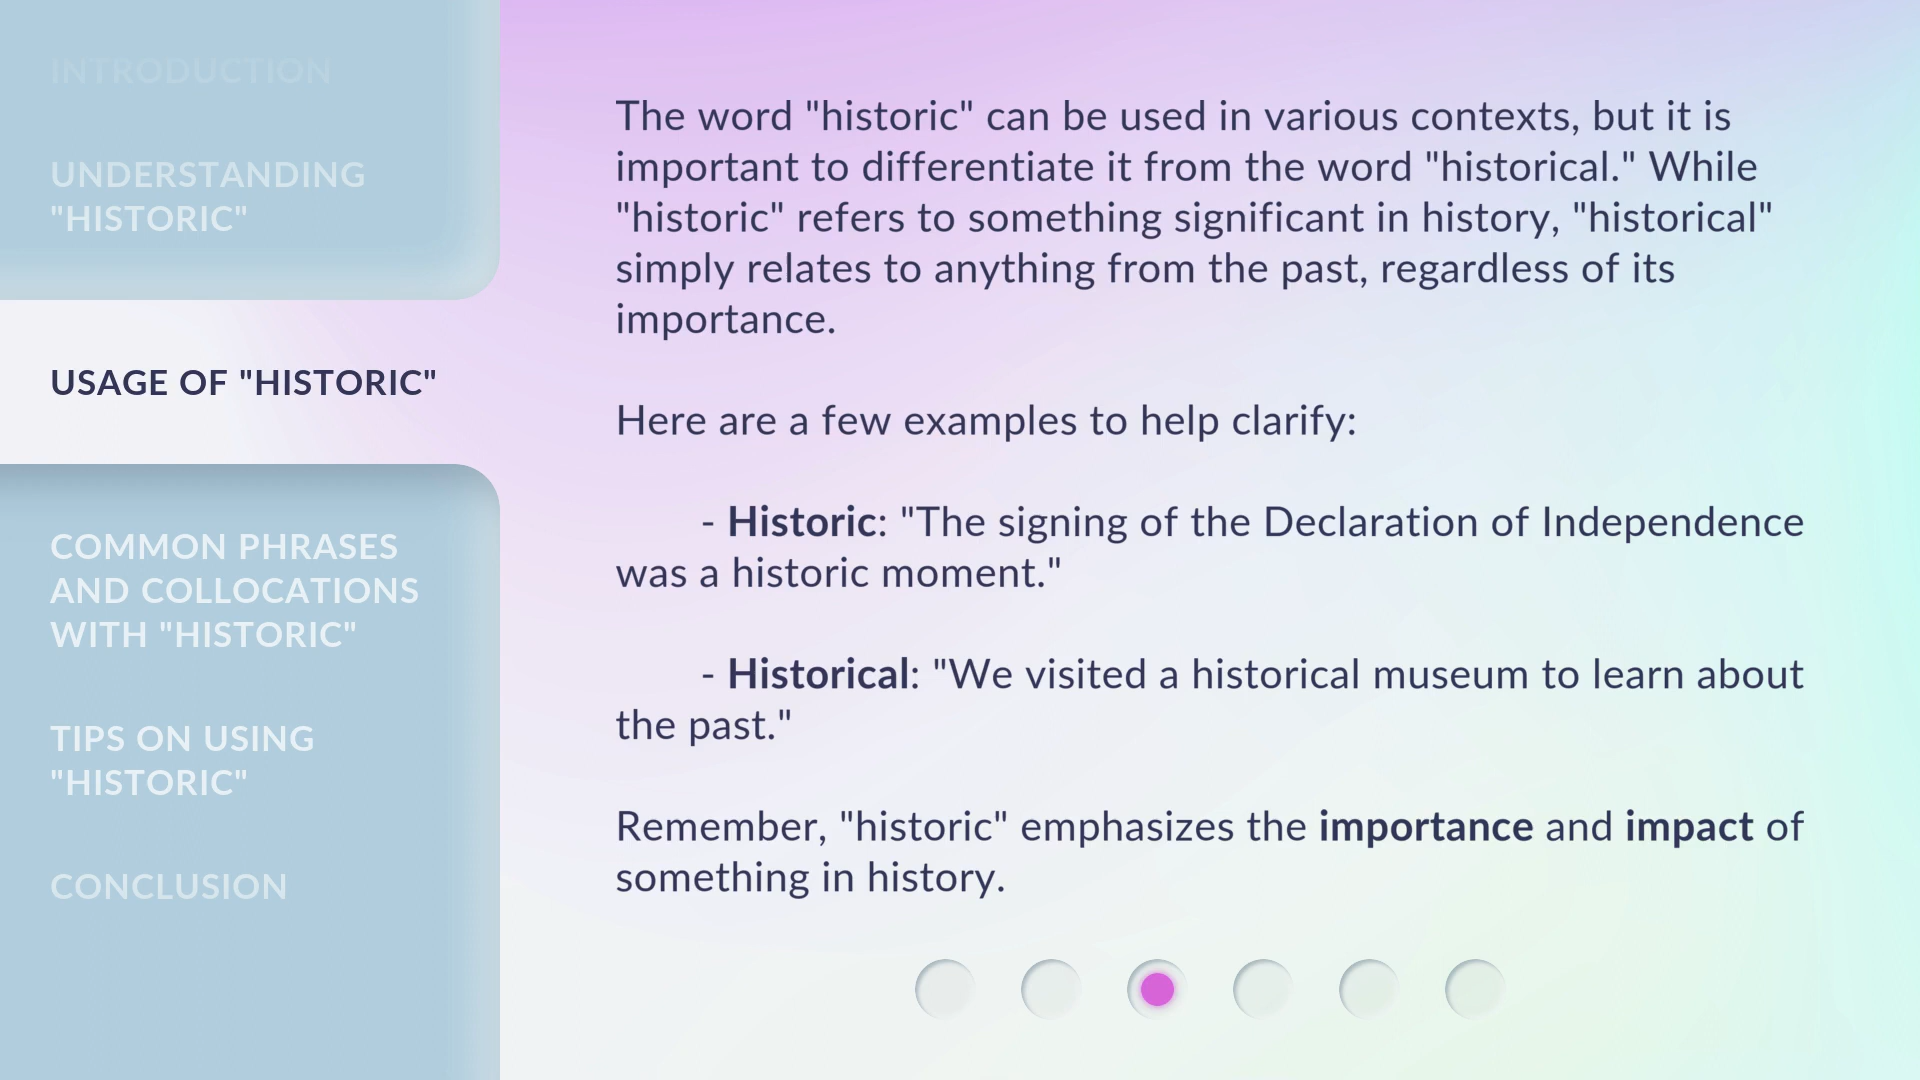 INTRODUCTION
UNDERSTANDING
"HISTORIC"
USAGE OF "HISTORIC"
COMMON PHRASES
AND COLLOCATIONS
WITH "HISTORIC"
TIPS ON USING
"HISTORIC"
CONCLUSION
The word "historic" can be used in various contexts, but it is
important to differentiate it from the word "historical." While
"historic" refers to something significant in history, "historical"
simply relates to anything from the past, regardless of its
importance.
Here are a few examples to help clarify:
- Historic: "The signing of the Declaration of Independence
was a historic moment."
- Historical: "We visited a historical museum to learn about
the past."
Remember, "historic" emphasizes the importance and impact of
something in history.